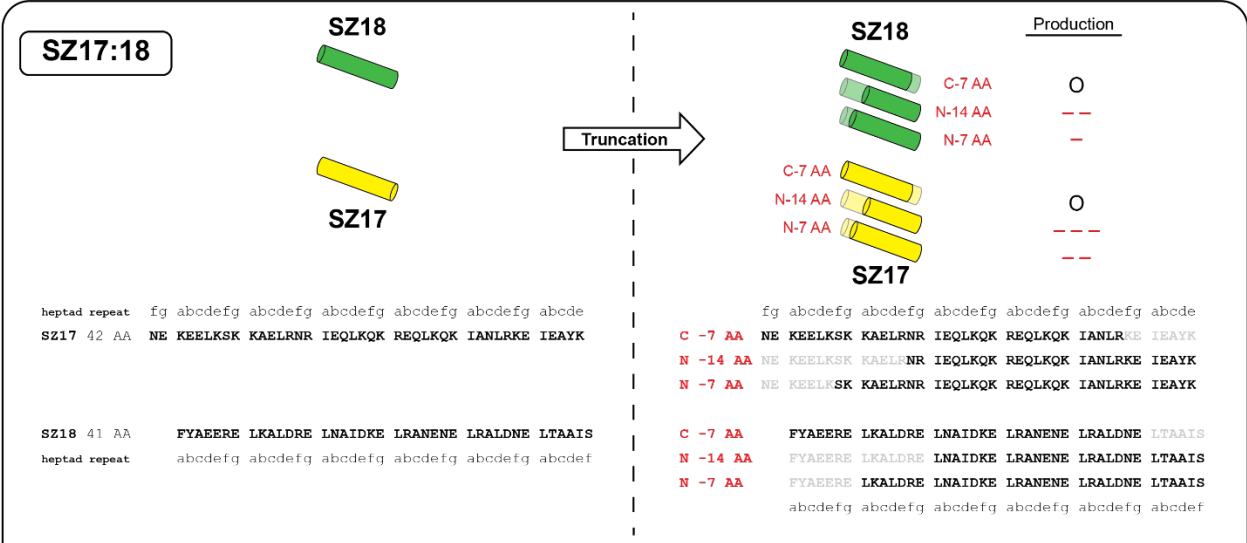 SZ17:18
SZ18
SZ17
Truncation
SZ18
Production
C-7 AA
O
N-14 AA
— —
N-7 AA
—
C-7 AA
N-14 AA
O
N-7 AA
— — —
— —
SZ17
heptad repeat fg abcdefg abcdefg abcdefg abcdefg abcdefg abcde
SZ17 42 AA NE KEELKSK KAELRNR IEQLKQK REQLKQK IANLRKE IEAYK
SZ18 41 AA FYAEERE LKALDRE LNAIDKE LRANENE LRALDNE LTAAIS
heptad repeat abcdefg abcdefg abcdefg abcdefg abcdefg abcdef
fg abcdefg abcdefg abcdefg abcdefg abcdefg abcde
C -7 AA NE KEELKSK KAELRNR IEQLKQK REQLKQK IANLRKE IEAYK
N -14 AA NE KEELKSK KAELRNR IEQLKQK REQLKQK IANLRKE IEAYK
N -7 AA NE KEELKSK KAELRNR IEQLKQK REQLKQK IANLRKE IEAYK
C -7 AA FYAEERE LKALDRE LNAIDKE LRANENE LRALDNE LTAAIS
N -14 AA FYAEERE LKALDRE LNAIDKE LRANENE LRALDNE LTAAIS
N -7 AA FYAEERE LKALDRE LNAIDKE LRANENE LRALDNE LTAAIS
abcdefg abcdefg abcdefg abcdefg abcdefg abcdef